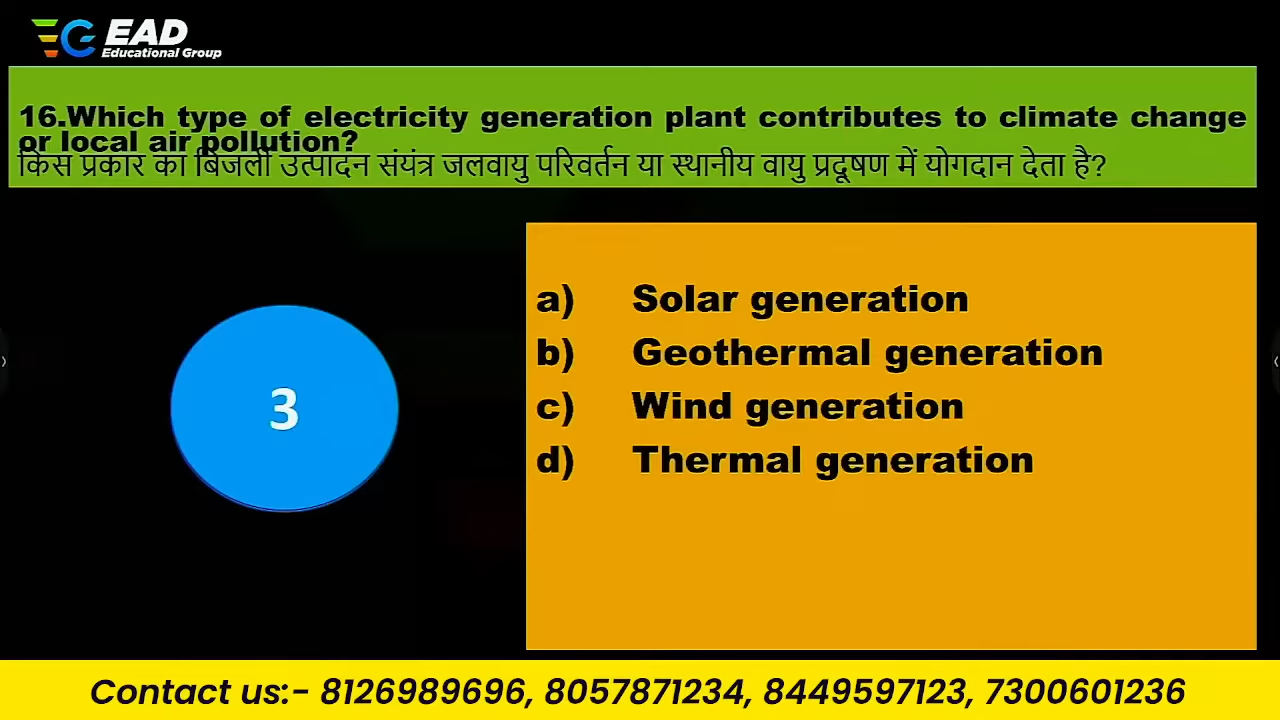 EAD
Educational Group
16.Which type of electricity generation plant contributes to climate change
or local air pollution?
किस प्रकार का बिजली उत्पादन संयंत्र जलवायु परिवर्तन या स्थानीय वायु प्रदूषण में योगदान देता है?
3
a) Solar generation
b) Geothermal generation
c) Wind generation
d) Thermal generation
Contact us:- 8126989696, 8057871234, 8449597123, 7300601236